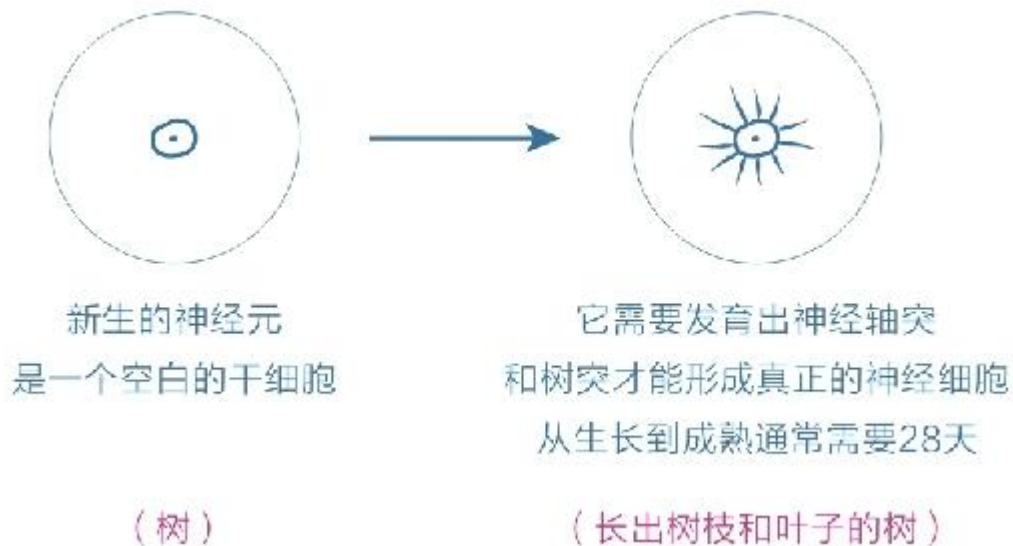 新生的神经元
是一个空白的干细胞
（树）
它需要发育出神经轴突
和树突才能形成真正的神经细胞
从生长到成熟通常需要28天
（长出树枝和叶子的树）